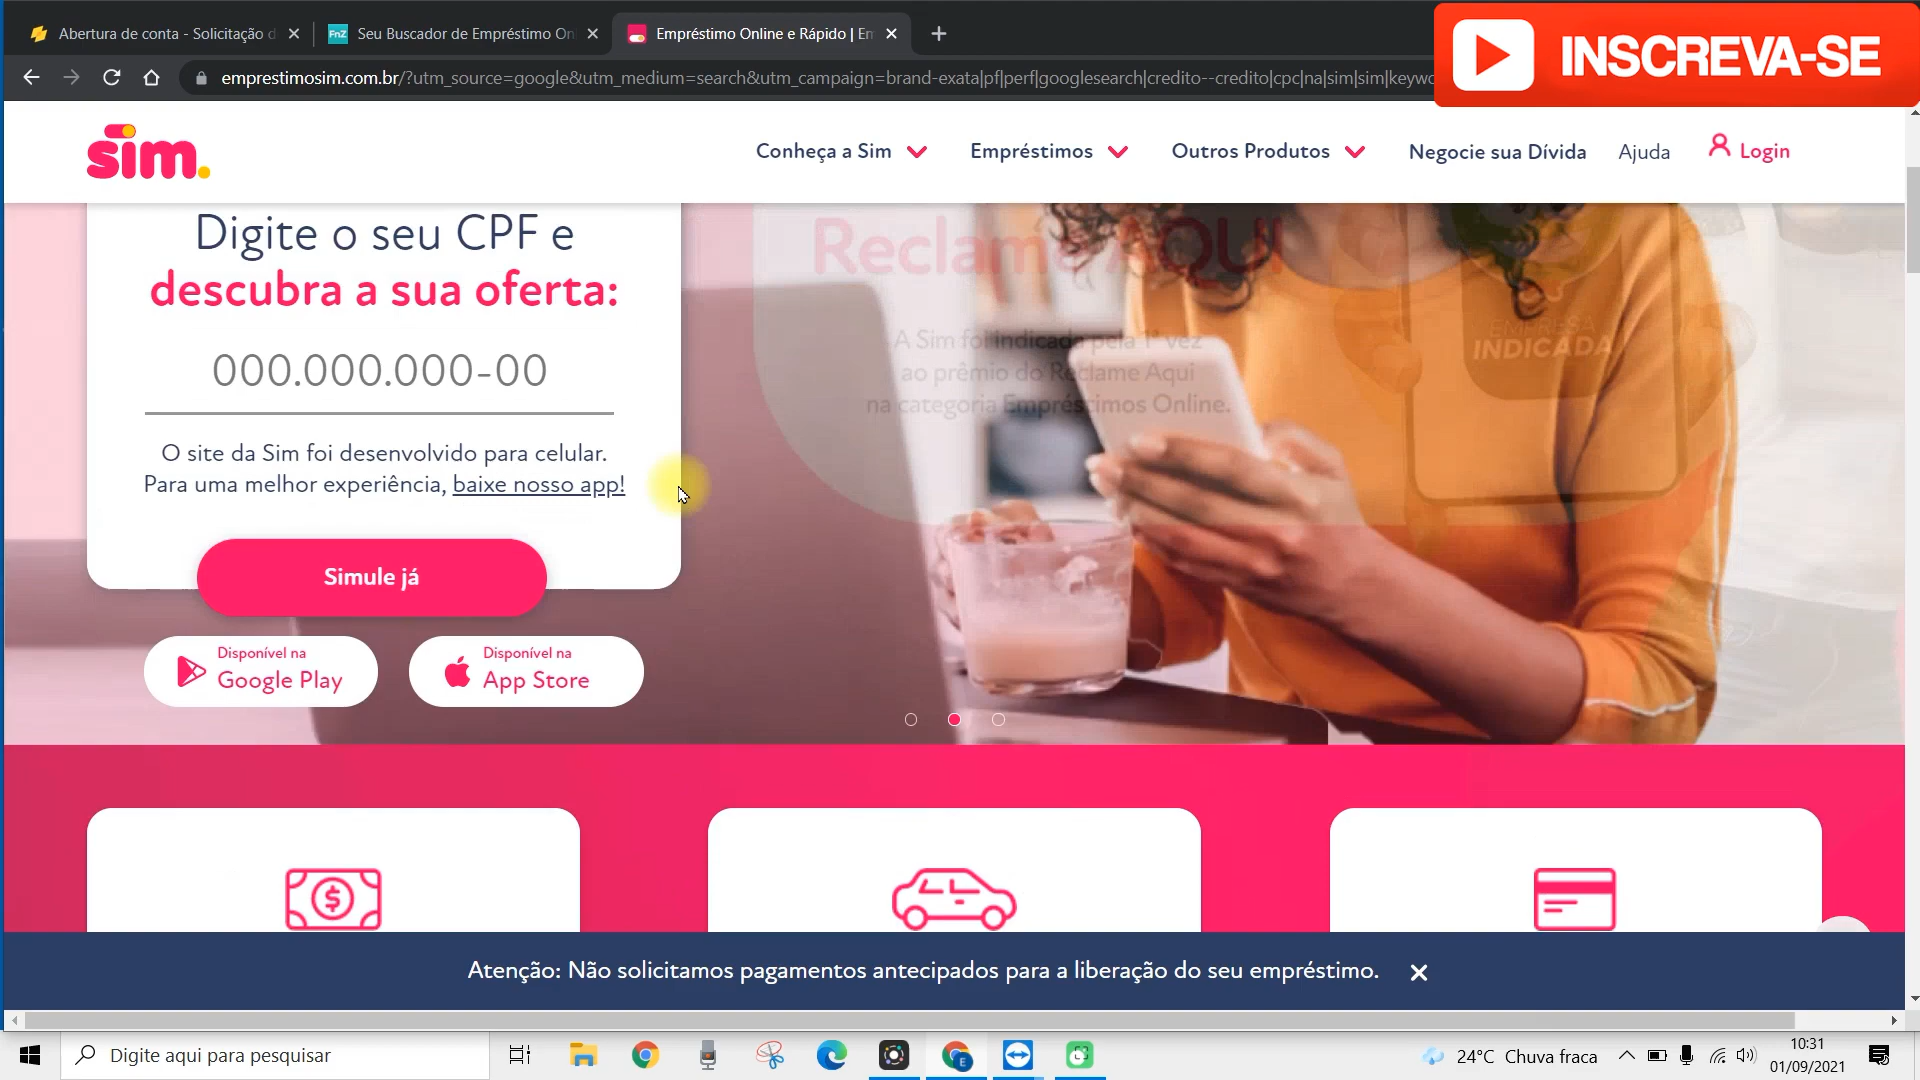 Abertura de conta - Solicitação d
FnZ
Seu Buscador de Empréstimo On
Empréstimo Online e Rápido | Em
INSCREVA-SE
emprestimosim.com.br/?utm_source=google&utm_medium=search&utm_campaign=brand-exata|pf|perf|googlesearch|credito--credito|cpc|na|sim|sim|keywo
sim.
Conheça a Sim
Empréstimos
Outros Produtos
Negocie sua Dívida
Ajuda
Login
Digite o seu CPF e
descubra a sua oferta:
000.000.000-00
O site da Sim foi desenvolvido para celular.
Para uma melhor experiência, baixe nosso app!
Simule já
Disponível na
Google Play
Disponível na
App Store
Reclame AQUI
A Sim foi indicada pela 1ª vez
ao prêmio do Reclame Aqui
na categoria Empréstimos Online.
EMPRESA
INDICADA
Atenção: Não solicitamos pagamentos antecipados para a liberação do seu empréstimo.
Digite aqui para pesquisar
E
24°C Chuva fraca
10:31
01/09/2021